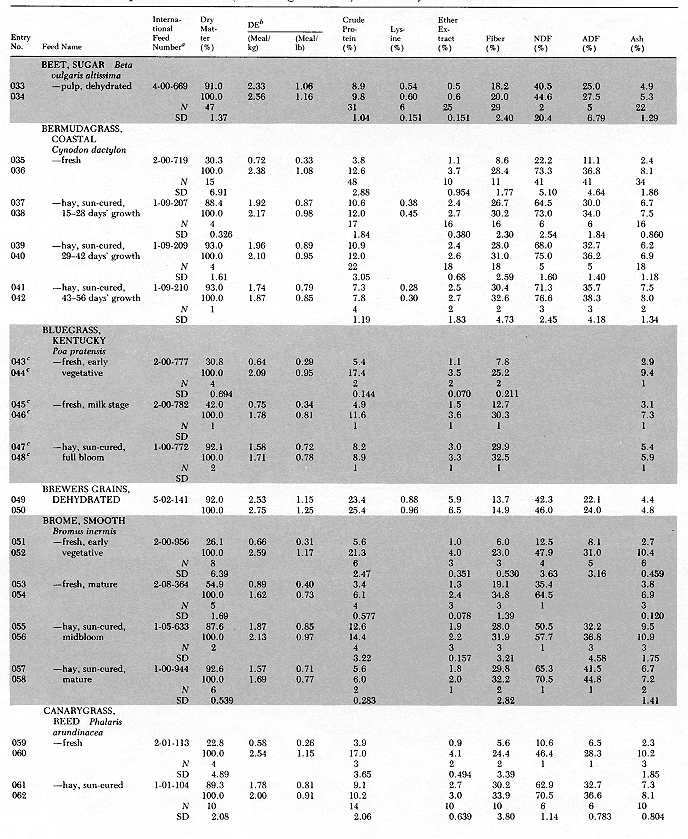 Entry No. Feed Name International Feed Numberᵃ Dry Matter (%) DEᵇ (Mcal/kg) (Mcal/lb) Crude Protein (%) Lysine (%) Ether Extract (%) Fiber (%) NDF (%) ADF (%) Ash (%)
BEET, SUGAR Beta
vulgaris altissima
033 —pulp, dehydrated 4-00-669 91.0 2.33 1.06 8.9 0.54 0.5 18.2 40.5 25.0 4.9
034 100.0 2.56 1.16 9.8 0.60 0.6 20.0 44.6 27.5 5.3
N 47 31 6 25 29 2 5 22
SD 1.37 1.04 0.151 0.151 2.40 20.4 6.79 1.29
BERMUDAGRASS,
COASTAL
Cynodon dactylon
035 —fresh 2-00-719 30.3 0.72 0.33 3.8 1.1 8.6 22.2 11.1 2.4
036 100.0 2.38 1.08 12.6 3.7 28.4 73.3 36.8 8.1
N 15 48 10 11 41 41 34
SD 6.91 2.88 0.954 1.77 5.10 4.64 1.86
037 —hay, sun-cured, 1-09-207 88.4 1.92 0.87 10.6 0.38 2.4 26.7 64.5 30.0 6.7
038 15–28 days' growth 100.0 2.17 0.98 12.0 0.45 2.7 30.2 73.0 34.0 7.5
N 4 17 16 16 6 6 16
SD 0.326 1.84 0.380 2.30 2.54 1.84 0.860
039 —hay, sun-cured, 1-09-209 93.0 1.96 0.89 10.9 2.4 28.0 68.0 32.7 6.2
040 29–42 days' growth 100.0 2.10 0.95 12.0 2.6 31.0 75.0 36.2 6.9
N 4 22 18 18 5 5 18
SD 1.61 3.05 0.68 2.59 1.60 1.40 1.18
041 —hay, sun-cured, 1-09-210 93.0 1.74 0.79 7.3 0.28 2.5 30.4 71.3 35.7 7.5
042 43–56 days' growth 100.0 1.87 0.85 7.8 0.30 2.7 32.6 76.6 38.3 8.0
N 1 4 2 2 3 3 2
SD 1.19 1.83 4.73 2.45 4.18 1.34
BLUEGRASS,
KENTUCKY
Poa pratensis
043ᶜ —fresh, early 2-00-777 30.8 0.64 0.29 5.4 1.1 7.8 2.9
044ᶜ vegetative 100.0 2.09 0.95 17.4 3.5 25.2 9.4
N 4 2 2 2 1
SD 0.694 0.144 0.070 0.211
045ᶜ —fresh, milk stage 2-00-782 42.0 0.75 0.34 4.9 1.5 12.7 3.1
046ᶜ 100.0 1.78 0.81 11.6 3.6 30.3 7.3
N 1 1 1 1 1
SD
047ᶜ —hay, sun-cured, 1-00-772 92.1 1.58 0.72 8.2 3.0 29.9 5.4
048ᶜ full bloom 100.0 1.71 0.78 8.9 3.3 32.5 5.9
N 2 1 1 1 1
SD
BREWERS GRAINS,
049 DEHYDRATED 5-02-141 92.0 2.53 1.15 23.4 0.88 5.9 13.7 42.3 22.1 4.4
050 100.0 2.75 1.25 25.4 0.96 6.5 14.9 46.0 24.0 4.8
BROME, SMOOTH
Bromus inermis
051 —fresh, early 2-00-956 26.1 0.66 0.31 5.6 1.0 6.0 12.5 8.1 2.7
052 vegetative 100.0 2.59 1.17 21.3 4.0 23.0 47.9 31.0 10.4
N 8 6 3 3 4 5 6
SD 6.39 2.47 0.351 0.530 3.63 3.16 0.459
053 —fresh, mature 2-08-364 54.9 0.89 0.40 3.4 1.3 19.1 35.4 3.8
054 100.0 1.62 0.73 6.1 2.4 34.8 64.5 6.9
N 5 4 3 3 1 3
SD 1.69 0.577 0.078 1.39 0.120
055 —hay, sun-cured, 1-05-633 87.6 1.87 0.85 12.6 1.9 28.0 50.5 32.2 9.5
056 midbloom 100.0 2.13 0.97 14.4 2.2 31.9 57.7 36.8 10.9
N 2 4 3 3 1 3 3
SD 3.22 0.157 3.21 4.58 1.75
057 —hay, sun-cured, 1-00-944 92.6 1.57 0.71 5.6 1.8 29.8 65.3 41.5 6.7
058 mature 100.0 1.69 0.77 6.0 2.0 32.2 70.5 44.8 7.2
N 6 2 1 2 1 1 2
SD 0.539 0.283 2.82 1.41
CANARYGRASS,
REED Phalaris
arundinacea
059 —fresh 2-01-113 22.8 0.58 0.26 3.9 0.9 5.6 10.6 6.5 2.3
060 100.0 2.54 1.15 17.0 4.1 24.4 46.4 28.3 10.2
N 4 3 2 2 1 1 3
SD 4.89 3.65 0.494 3.39 1.85
061 —hay, sun-cured 1-01-104 89.3 1.78 0.81 9.1 2.7 30.2 62.9 32.7 7.3
062 100.0 2.00 0.91 10.2 3.0 33.9 70.5 36.6 8.1
N 10 14 10 10 6 6 10
SD 2.08 2.06 0.639 3.80 1.14 0.783 0.804